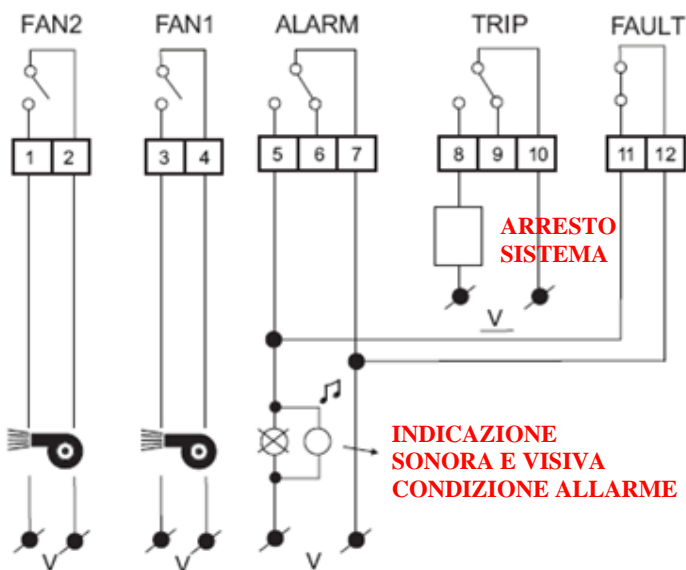 FAN2 FAN1 ALARM TRIP FAULT
1 2 3 4 5 6 7 8 9 10 11 12
ARRESTO
SISTEMA
V
INDICAZIONE
SONORA E VISIVA
CONDIZIONE ALLARME
V V V